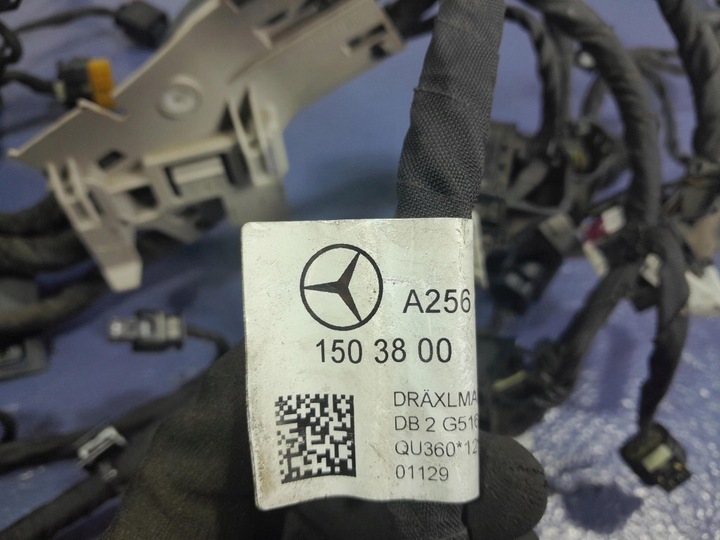 A256
150 38 00
DRÄXLMA
DB 2 G516
QU360*12
01129